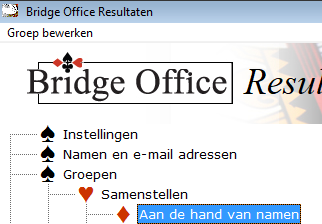 Bridge Office Resultaten
Groep bewerken
Bridge Office Resul
Instellingen
Namen en e-mail adressen
Groepen
Samenstellen
Aan de hand van namen